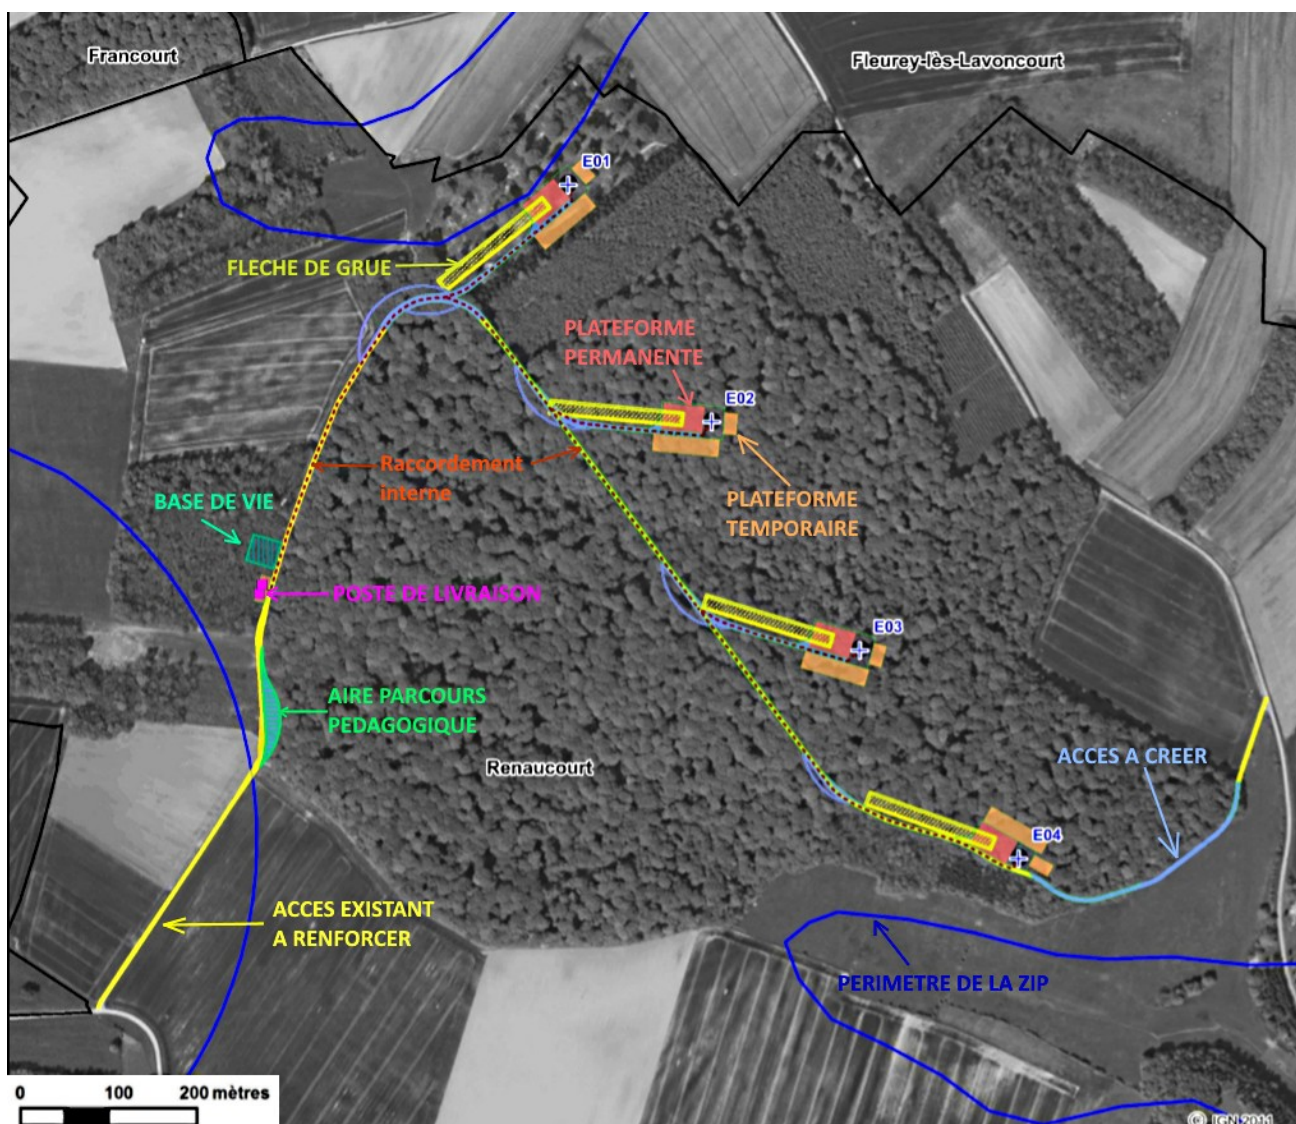 Francourt
Fleurey-lès-Lavoncourt
E01
FLECHE DE GRUE
PLATEFORME
PERMANENTE
E02
Raccordement
interne
BASE DE VIE
PLATEFORME
TEMPORAIRE
POSTE DE LIVRAISON
E03
AIRE PARCOURS
PEDAGOGIQUE
ACCES A CREER
Renaucourt
E04
ACCES EXISTANT
A RENFORCER
PERIMETRE DE LA ZIP
0 100 200 mètres
© IGN 2011